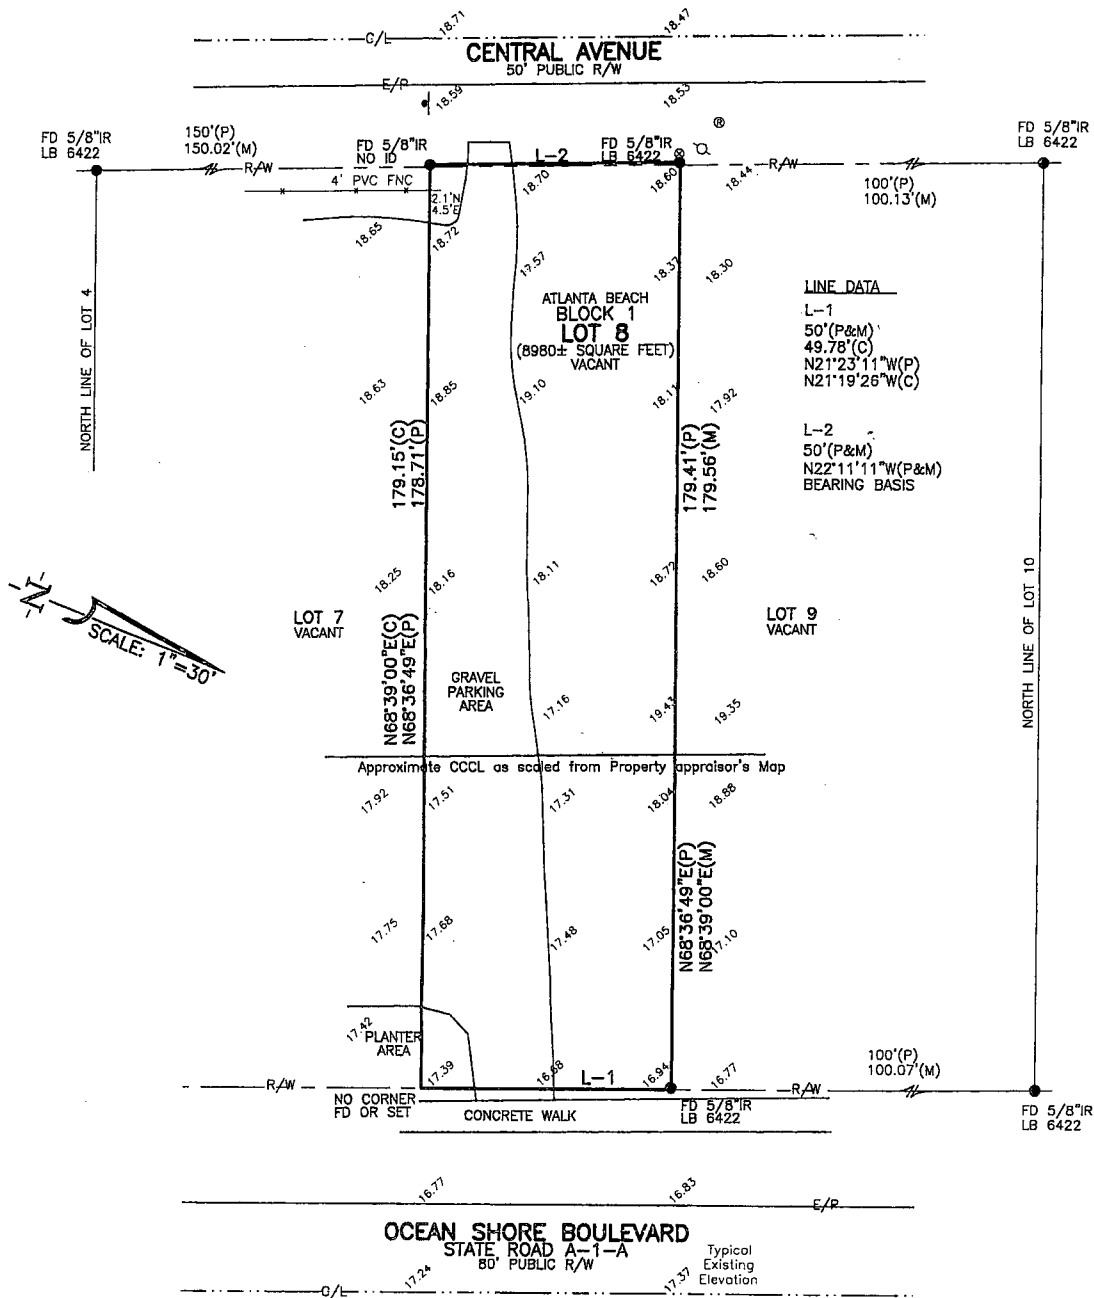 18.71
18.47
C/L
CENTRAL AVENUE
50' PUBLIC R/W
E/P
18.59
18.53
FD 5/8"IR
LB 6422
150'(P)
150.02'(M)
R/W
FD 5/8"IR
NO ID
L-2
FD 5/8"IR
LB 6422
®
R/W
100'(P)
100.13'(M)
FD 5/8"IR
LB 6422
4' PVC FNC
2.1'N
4.5'E
18.70
18.60
18.44
18.65
18.72
17.57
18.37
18.30
NORTH LINE OF LOT 4
ATLANTA BEACH
BLOCK 1
LOT 8
(8980± SQUARE FEET)
VACANT
LINE DATA
L-1
50'(P&M)
49.78'(C)
N21°23'11"W(P)
N21°19'26"W(C)
L-2
50'(P&M)
N22°11'11"W(P&M)
BEARING BASIS
18.63
18.85
19.10
18.11
17.92
179.15'(C)
178.71'(P)
179.41'(P)
179.56'(M)
-N-
SCALE: 1"=30'
18.25
18.16
18.11
18.72
18.60
LOT 7
VACANT
LOT 9
VACANT
N68°39'00"E(C)
N68°36'49"E(P)
GRAVEL
PARKING
AREA
17.16
19.43
19.35
NORTH LINE OF LOT 10
Approximate CCCL as scaled from Property appraisor's Map
17.92
17.51
17.31
18.04
18.88
N68°36'49"E(P)
N68°39'00"E(M)
17.75
17.68
17.48
17.05
17.10
17.42
PLANTER
AREA
17.39
16.68
16.94
16.77
R/W
L-1
R/W
100'(P)
100.07'(M)
NO CORNER
FD OR SET
CONCRETE WALK
FD 5/8"IR
LB 6422
FD 5/8"IR
LB 6422
16.77
16.83
E/P
OCEAN SHORE BOULEVARD
STATE ROAD A-1-A
80' PUBLIC R/W
Typical
Existing
Elevation
17.24
17.37
C/L